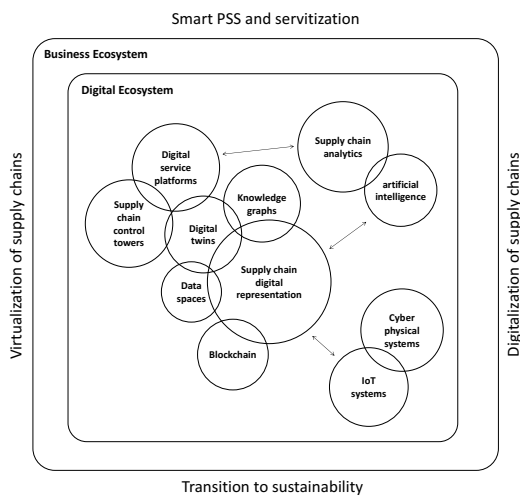 Smart PSS and servitization
Business Ecosystem
Digital Ecosystem
Digital
service
platforms
Supply chain
analytics
artificial
intelligence
Knowledge
graphs
Supply
chain
control
towers
Digital
twins
Data
spaces
Supply chain
digital
representation
Blockchain
Cyber
physical
systems
IoT
systems
Virtualization of supply chains
Digitalization of supply chains
Transition to sustainability